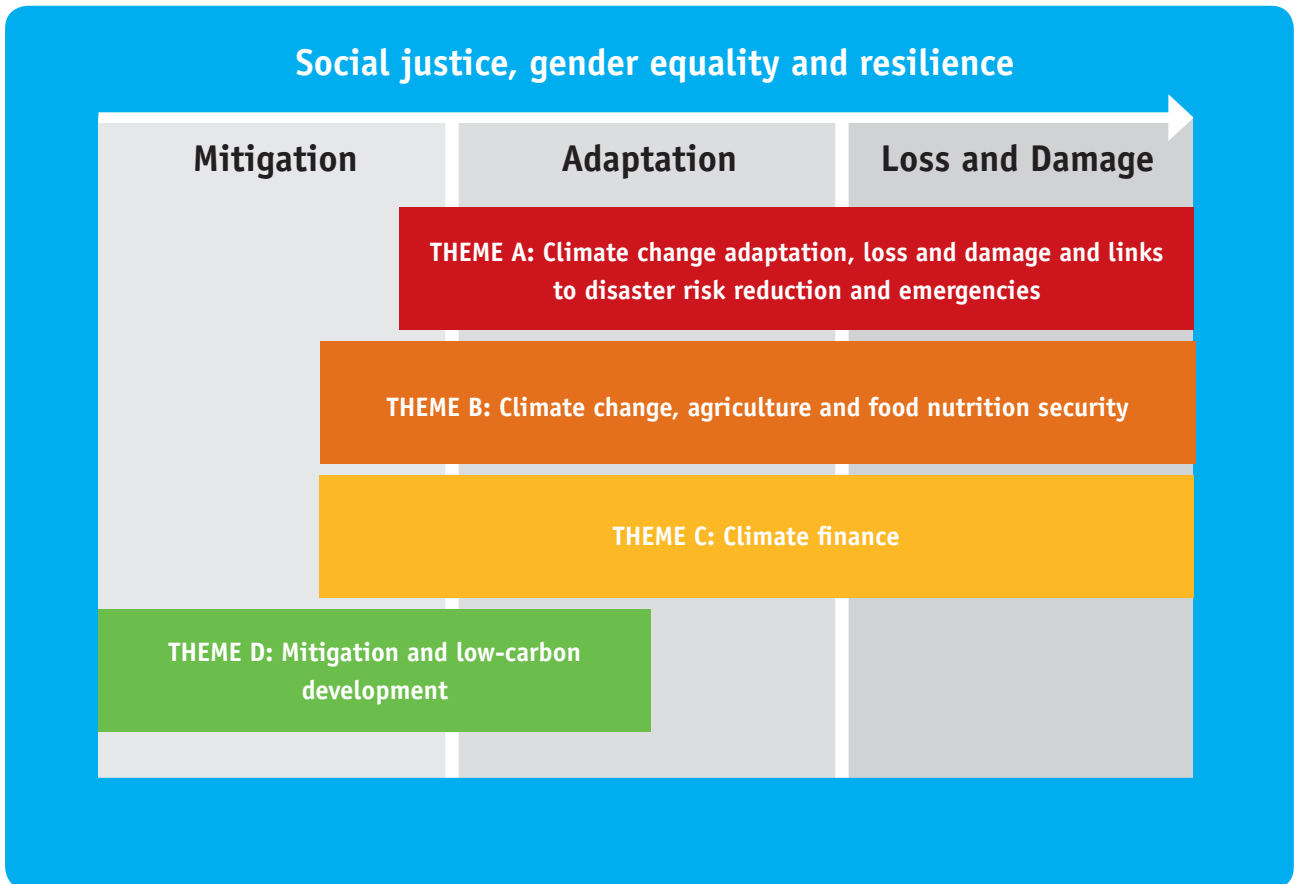 Social justice, gender equality and resilience
Mitigation
Adaptation
Loss and Damage
THEME A: Climate change adaptation, loss and damage and links
to disaster risk reduction and emergencies
THEME B: Climate change, agriculture and food nutrition security
THEME C: Climate finance
THEME D: Mitigation and low-carbon
development